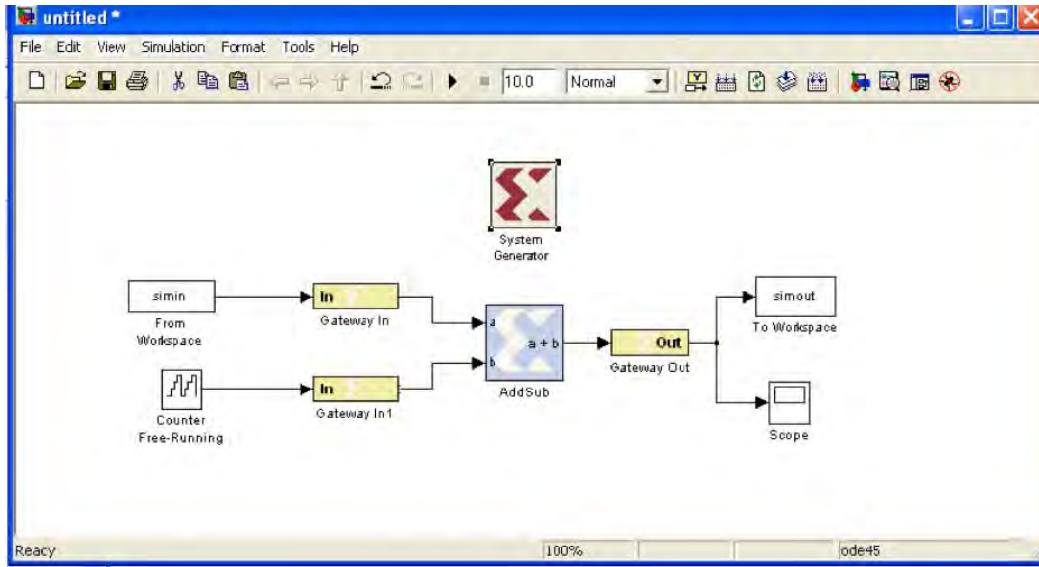 untitled *
File Edit View Simulation Format Tools Help
10.0 Normal
System
Generator
simin
From
Workspace
In
Gateway In
Counter
Free-Running
In
Gateway In1
a
b
a + b
AddSub
Out
Gateway Out
simout
To Workspace
Scope
Reacy 100% ode45